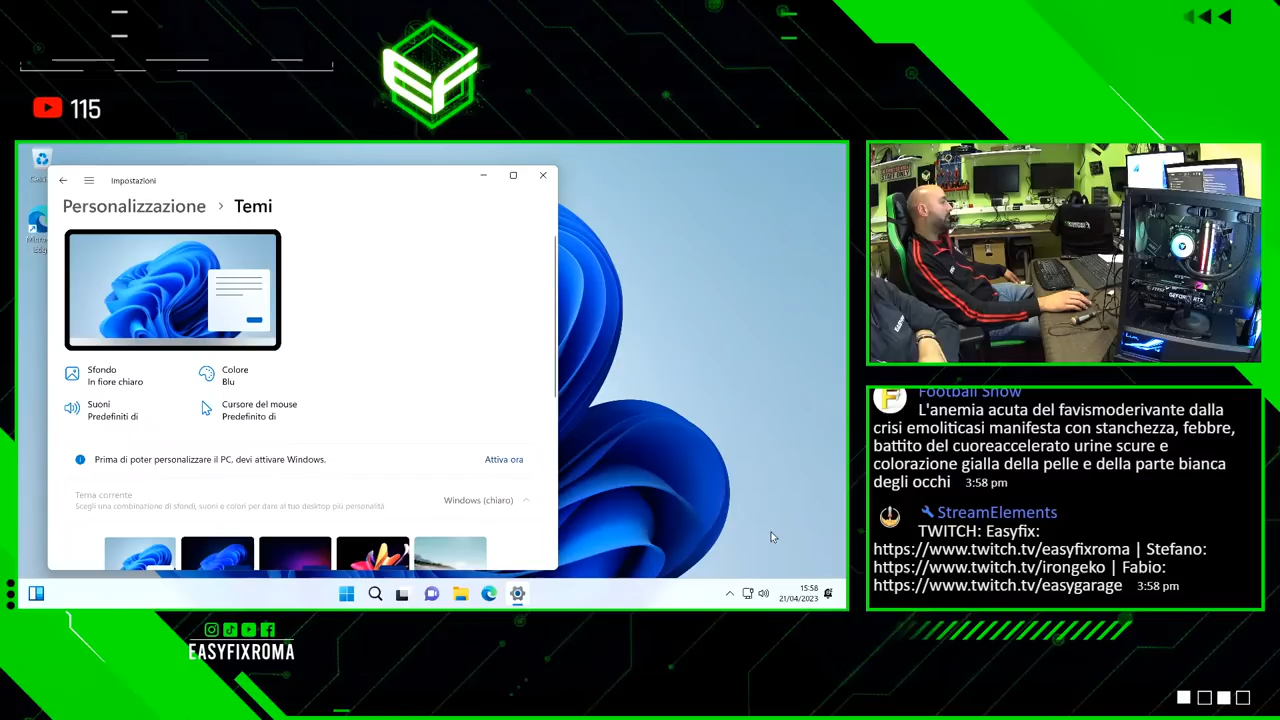 EF
115
Impostazioni
Personalizzazione > Temi
Sfondo
In fiore chiaro
Colore
Blu
Suoni
Predefiniti di
Cursore del mouse
Predefinito di
Prima di poter personalizzare il PC, devi attivare Windows.
Attiva ora
Tema corrente
Scegli una combinazione di sfondi, suoni e colori per dare al tuo desktop più personalità
Windows (chiaro)
15:58
21/04/2023
Football Show
L'anemia acuta del favismoderivante dalla
crisi emoliticasi manifesta con stanchezza, febbre,
battito del cuoreaccelerato urine scure e
colorazione gialla della pelle e della parte bianca
degli occhi 3:58 pm
StreamElements
TWITCH: Easyfix:
https://www.twitch.tv/easyfixroma | Stefano:
https://www.twitch.tv/irongeko | Fabio:
https://www.twitch.tv/easygarage 3:58 pm
EASYFIXROMA